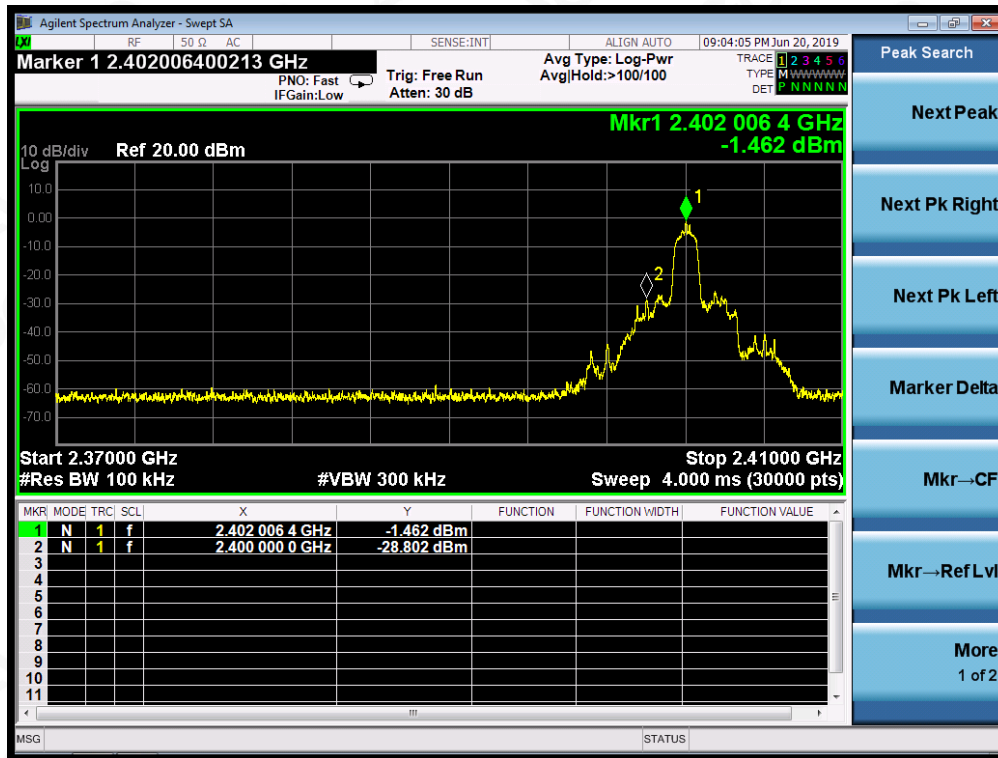 Agilent Spectrum Analyzer - Swept SA
LXI RF 50 Ω AC SENSE:INT ALIGN AUTO 09:04:05 PM Jun 20, 2019
Marker 1 2.402006400213 GHz
PNO: Fast
IFGain:Low
Trig: Free Run
Atten: 30 dB
Avg Type: Log-Pwr
Avg|Hold:>100/100
TRACE 1 2 3 4 5 6
TYPE M WWWWW
DET P N N N N N
Mkr1 2.402 006 4 GHz
-1.462 dBm
10 dB/div Ref 20.00 dBm
Log
10.0
0.00
-10.0
-20.0
-30.0
-40.0
-50.0
-60.0
-70.0
1
2
Start 2.37000 GHz Stop 2.41000 GHz
#Res BW 100 kHz #VBW 300 kHz Sweep 4.000 ms (30000 pts)
MKR MODE TRC SCL X Y FUNCTION FUNCTION WIDTH FUNCTION VALUE
1 N 1 f 2.402 006 4 GHz -1.462 dBm
2 N 1 f 2.400 000 0 GHz -28.802 dBm
3
4
5
6
7
8
9
10
11
MSG STATUS
Peak Search
Next Peak
Next Pk Right
Next Pk Left
Marker Delta
Mkr→CF
Mkr→Ref Lvl
More
1 of 2